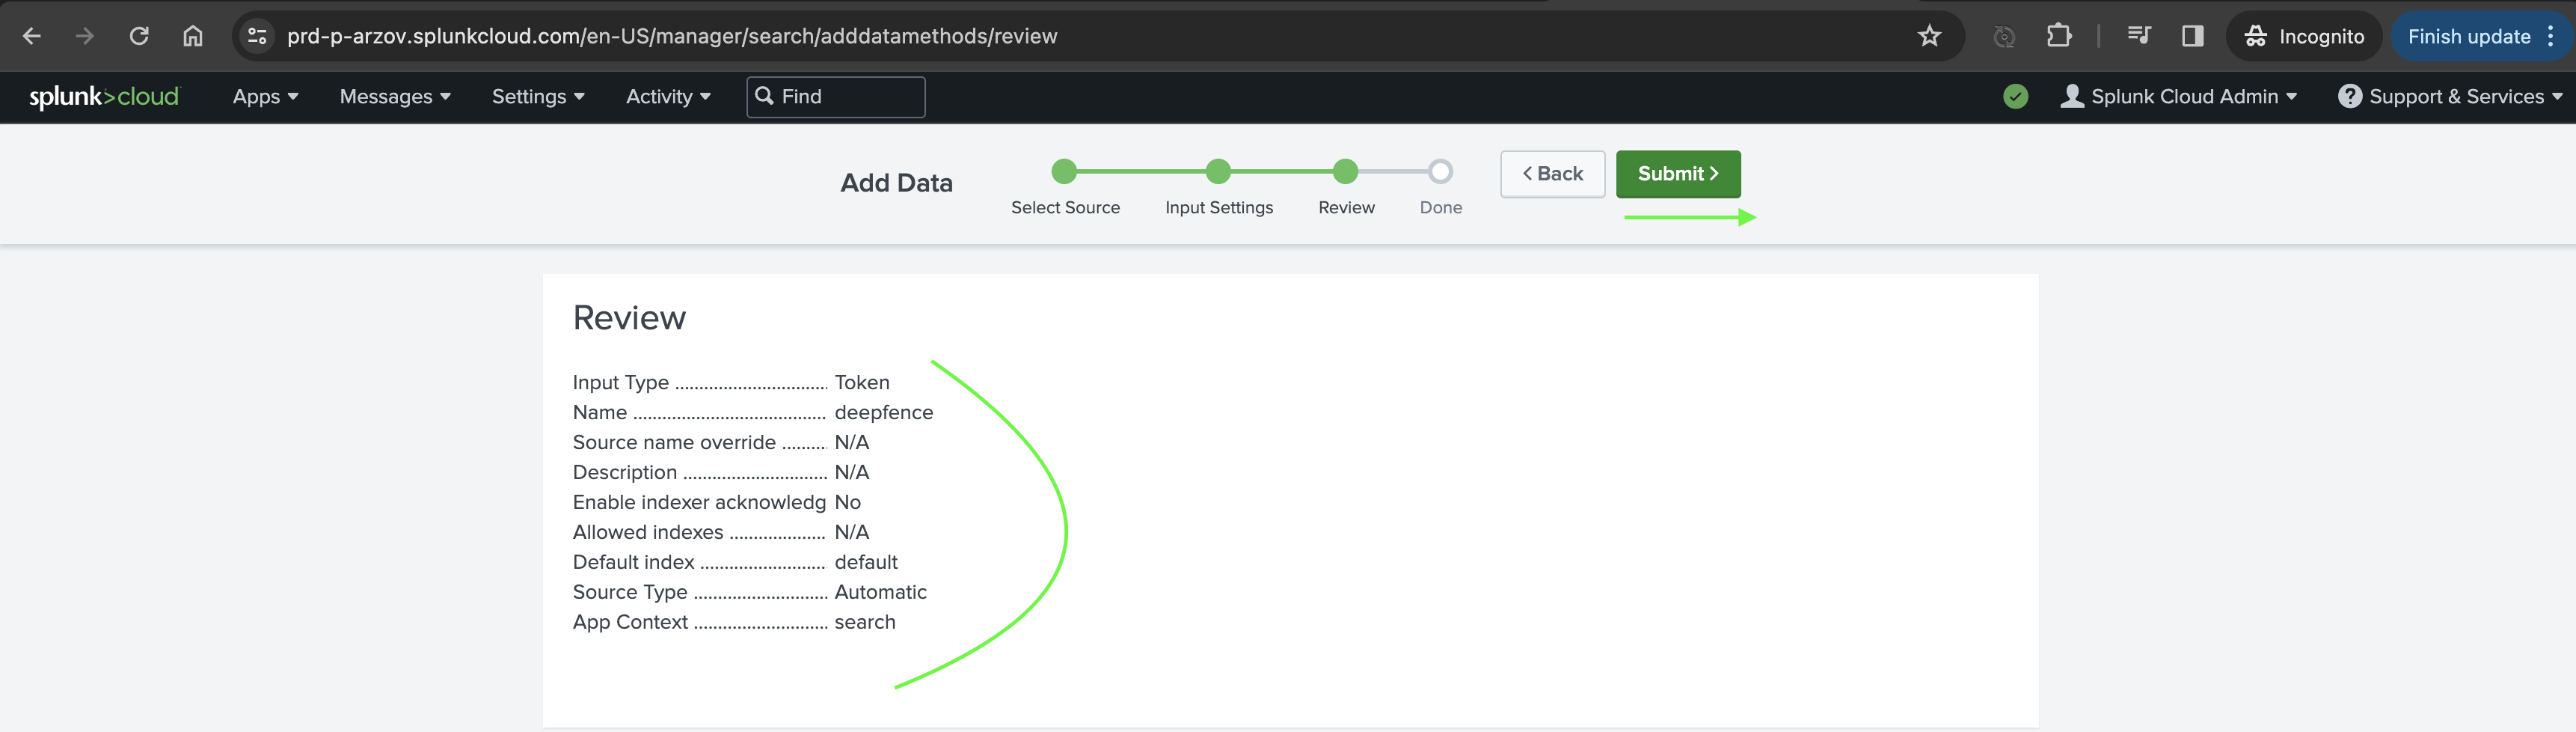 prd-p-arzov.splunkcloud.com/en-US/manager/search/adddatamethods/review
Incognito
Finish update
splunk>cloud
Apps
Messages
Settings
Activity
Find
Splunk Cloud Admin
? Support & Services
Add Data
Select Source
Input Settings
Review
Done
< Back
Submit >
Review
Input Type ................................ Token
Name ........................................ deepfence
Source name override ......... N/A
Description .............................. N/A
Enable indexer acknowledg No
Allowed indexes .................... N/A
Default index .......................... default
Source Type ............................ Automatic
App Context ............................ search